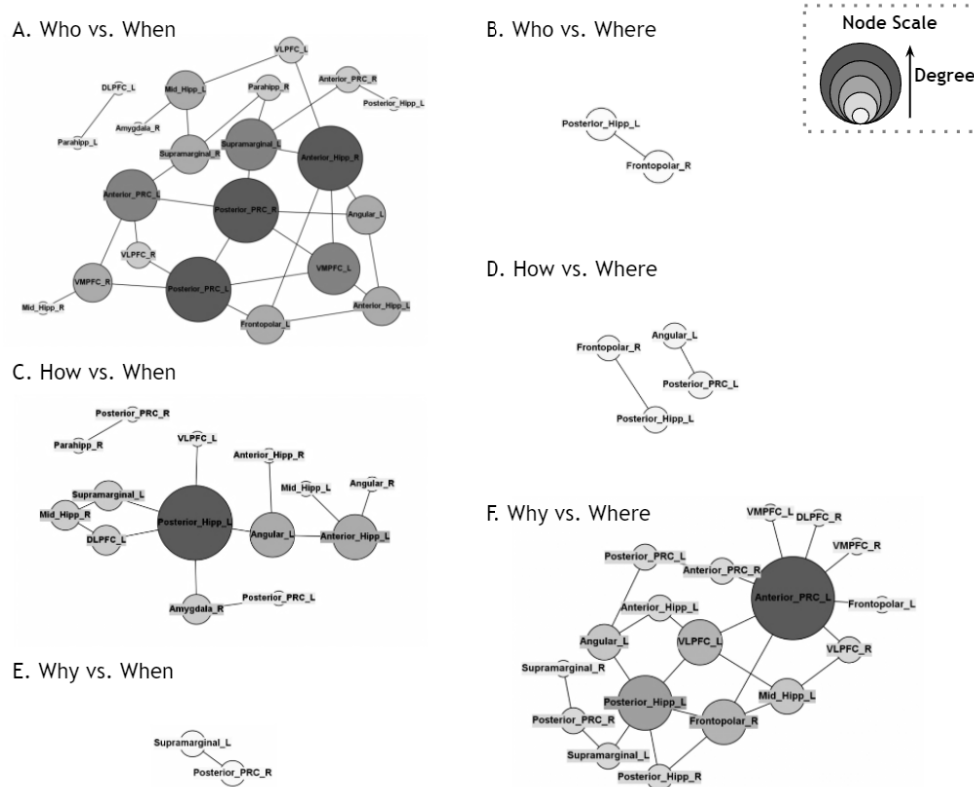 A. Who vs. When
VLPFC_L
DLPFC_L
Mid_Hipp_L
Parahipp_R
Anterior_PRC_R
Posterior_Hipp_L
Amygdala_R
Parahipp_L
Supramarginal_R
Supramarginal_L
Anterior_Hipp_R
Anterior_PRC_L
Posterior_PRC_R
Angular_L
VLPFC_R
VMPFC_R
Posterior_PRC_L
VMPFC_L
Mid_Hipp_R
Frontopolar_L
Anterior_Hipp_L
B. Who vs. Where
Posterior_Hipp_L
Frontopolar_R
Node Scale
Degree
C. How vs. When
Posterior_PRC_R
Parahipp_R
VLPFC_L
Anterior_Hipp_R
Supramarginal_L
Mid_Hipp_L
Angular_R
Mid_Hipp_R
Posterior_Hipp_L
DLPFC_L
Angular_L
Anterior_Hipp_L
Amygdala_R
Posterior_PRC_L
D. How vs. Where
Angular_L
Frontopolar_R
Posterior_PRC_L
Posterior_Hipp_L
E. Why vs. When
Supramarginal_L
Posterior_PRC_R
F. Why vs. Where
VMPFC_L
DLPFC_R
VMPFC_R
Posterior_PRC_L
Anterior_PRC_R
Anterior_PRC_L
Frontopolar_L
Anterior_Hipp_L
Angular_L
VLPFC_L
VLPFC_R
Supramarginal_R
Mid_Hipp_L
Posterior_Hipp_L
Posterior_PRC_R
Frontopolar_R
Supramarginal_L
Posterior_Hipp_R